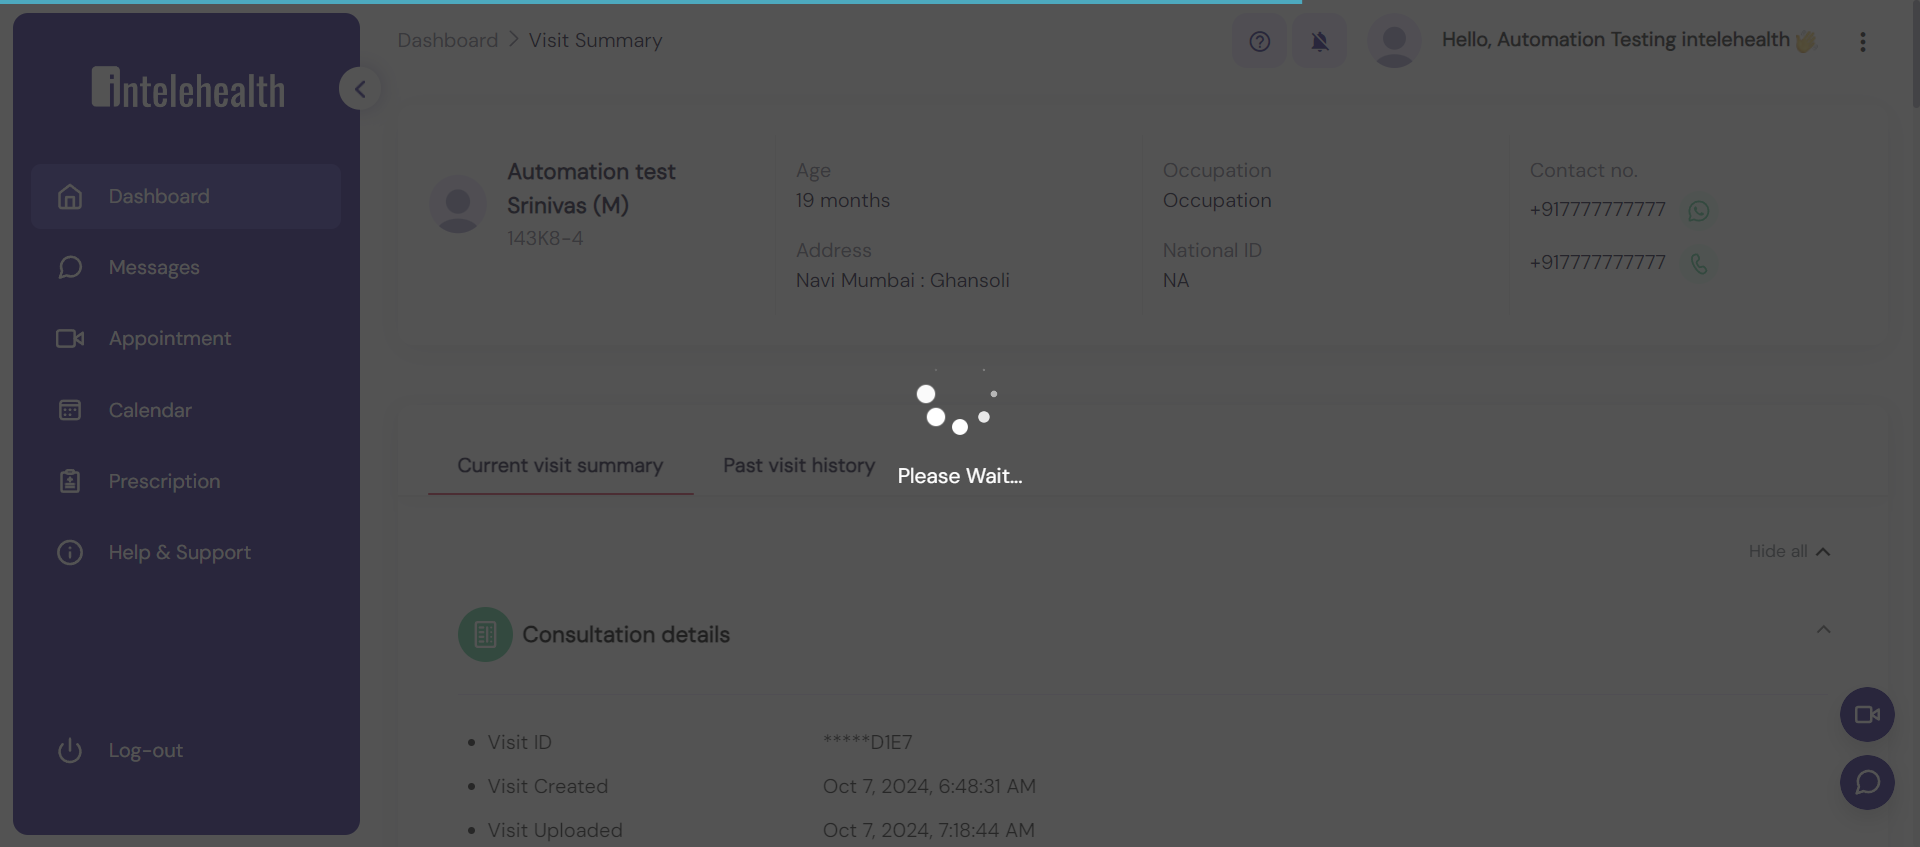 intelehealth
Dashboard
Messages
Appointment
Calendar
Prescription
Help & Support
Log-out
Dashboard > Visit Summary
Hello, Automation Testing intelehealth 👋
Automation test
Srinivas (M)
143K8-4
Age
19 months
Address
Navi Mumbai : Ghansoli
Occupation
Occupation
National ID
NA
Contact no.
+917777777777
+917777777777
Please Wait...
Current visit summary
Past visit history
Hide all
Consultation details
• Visit ID *****D1E7
• Visit Created Oct 7, 2024, 6:48:31 AM
• Visit Uploaded Oct 7, 2024, 7:18:44 AM